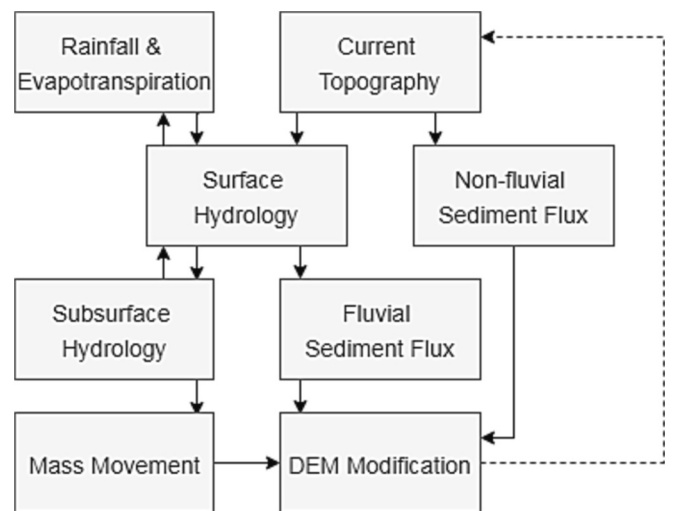 Rainfall &
Evapotranspiration
Current
Topography
Surface
Hydrology
Non-fluvial
Sediment Flux
Subsurface
Hydrology
Fluvial
Sediment Flux
Mass Movement
DEM Modification